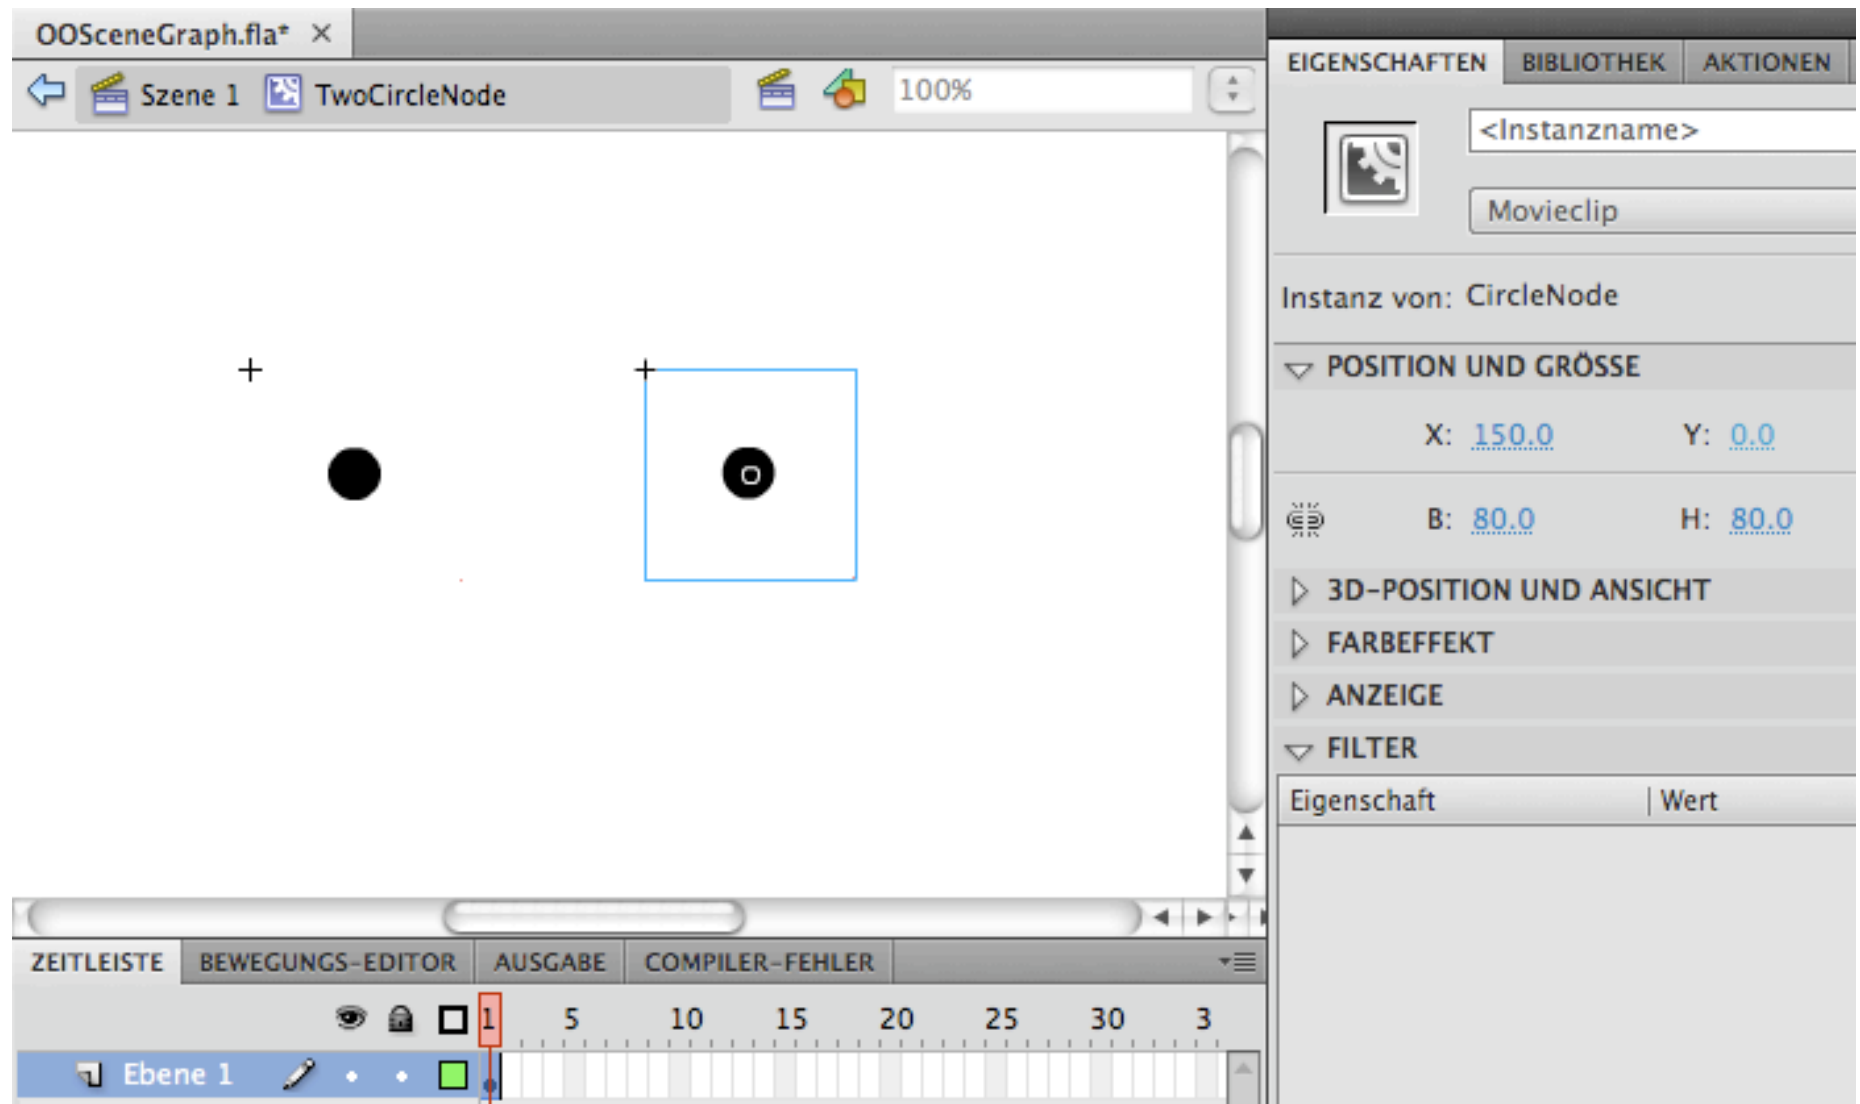 OOSceneGraph.fla* ×
Szene 1 TwoCircleNode 100%
EIGENSCHAFTEN BIBLIOTHEK AKTIONEN
<Instanzname>
Movieclip
Instanz von: CircleNode
POSITION UND GRÖSSE
X: 150.0 Y: 0.0
B: 80.0 H: 80.0
3D-POSITION UND ANSICHT
FARBEFFEKT
ANZEIGE
FILTER
Eigenschaft Wert
ZEITLEISTE BEWEGUNGS-EDITOR AUSGABE COMPILER-FEHLER
1 5 10 15 20 25 30 3
Ebene 1